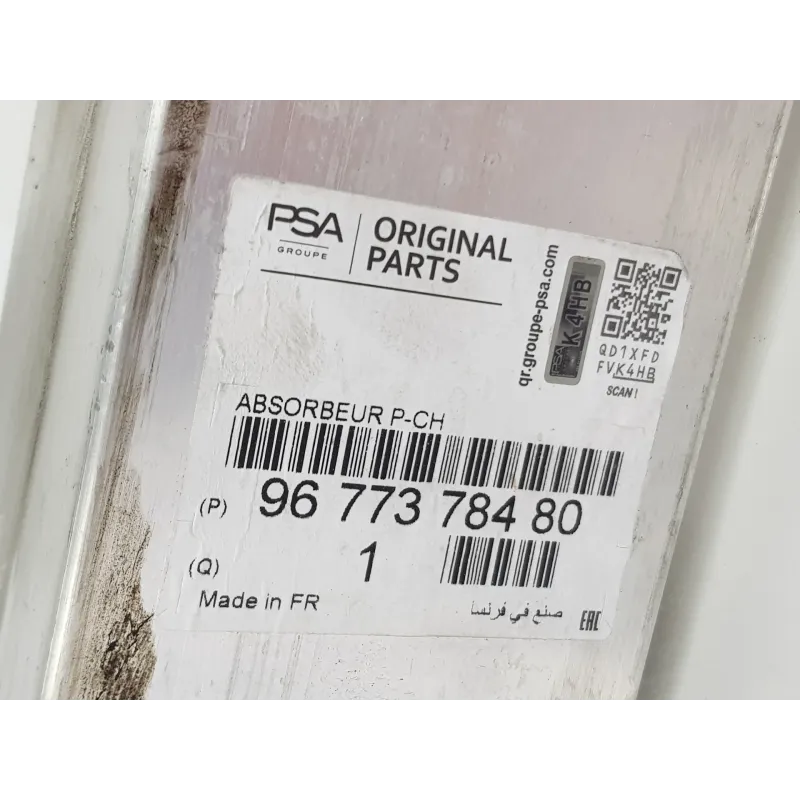 PSA
GROUPE
ORIGINAL
PARTS
qr.groupe-psa.com
PSA K4HB
QD1XFD
FVK4HB
SCAN!
ABSORBEUR P-CH
(P) 96 773 784 80
(Q) 1
Made in FR
صنع في فرنسا
EAC